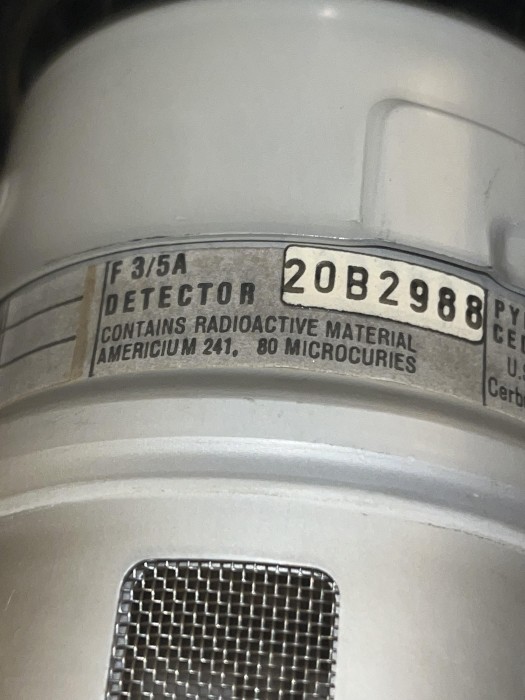 F 3/5A
DETECTOR
20B2988
CONTAINS RADIOACTIVE MATERIAL
AMERICIUM 241, 80 MICROCURIES